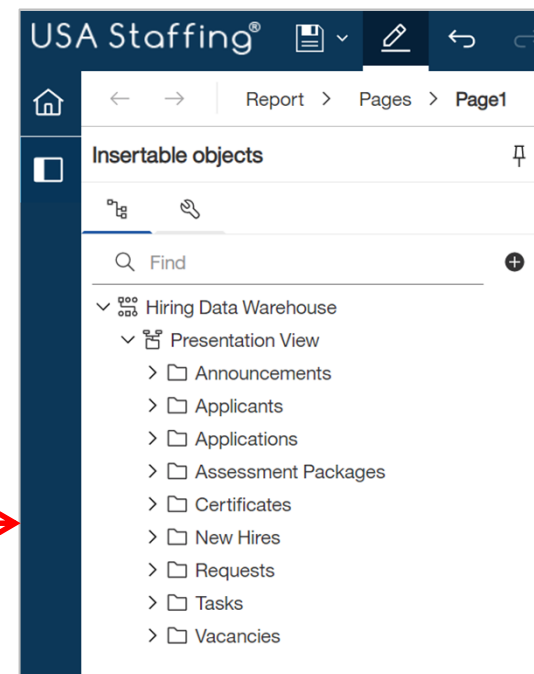 USA Staffing®
Report > Pages > Page1
Insertable objects
Find
Hiring Data Warehouse
Presentation View
Announcements
Applicants
Applications
Assessment Packages
Certificates
New Hires
Requests
Tasks
Vacancies